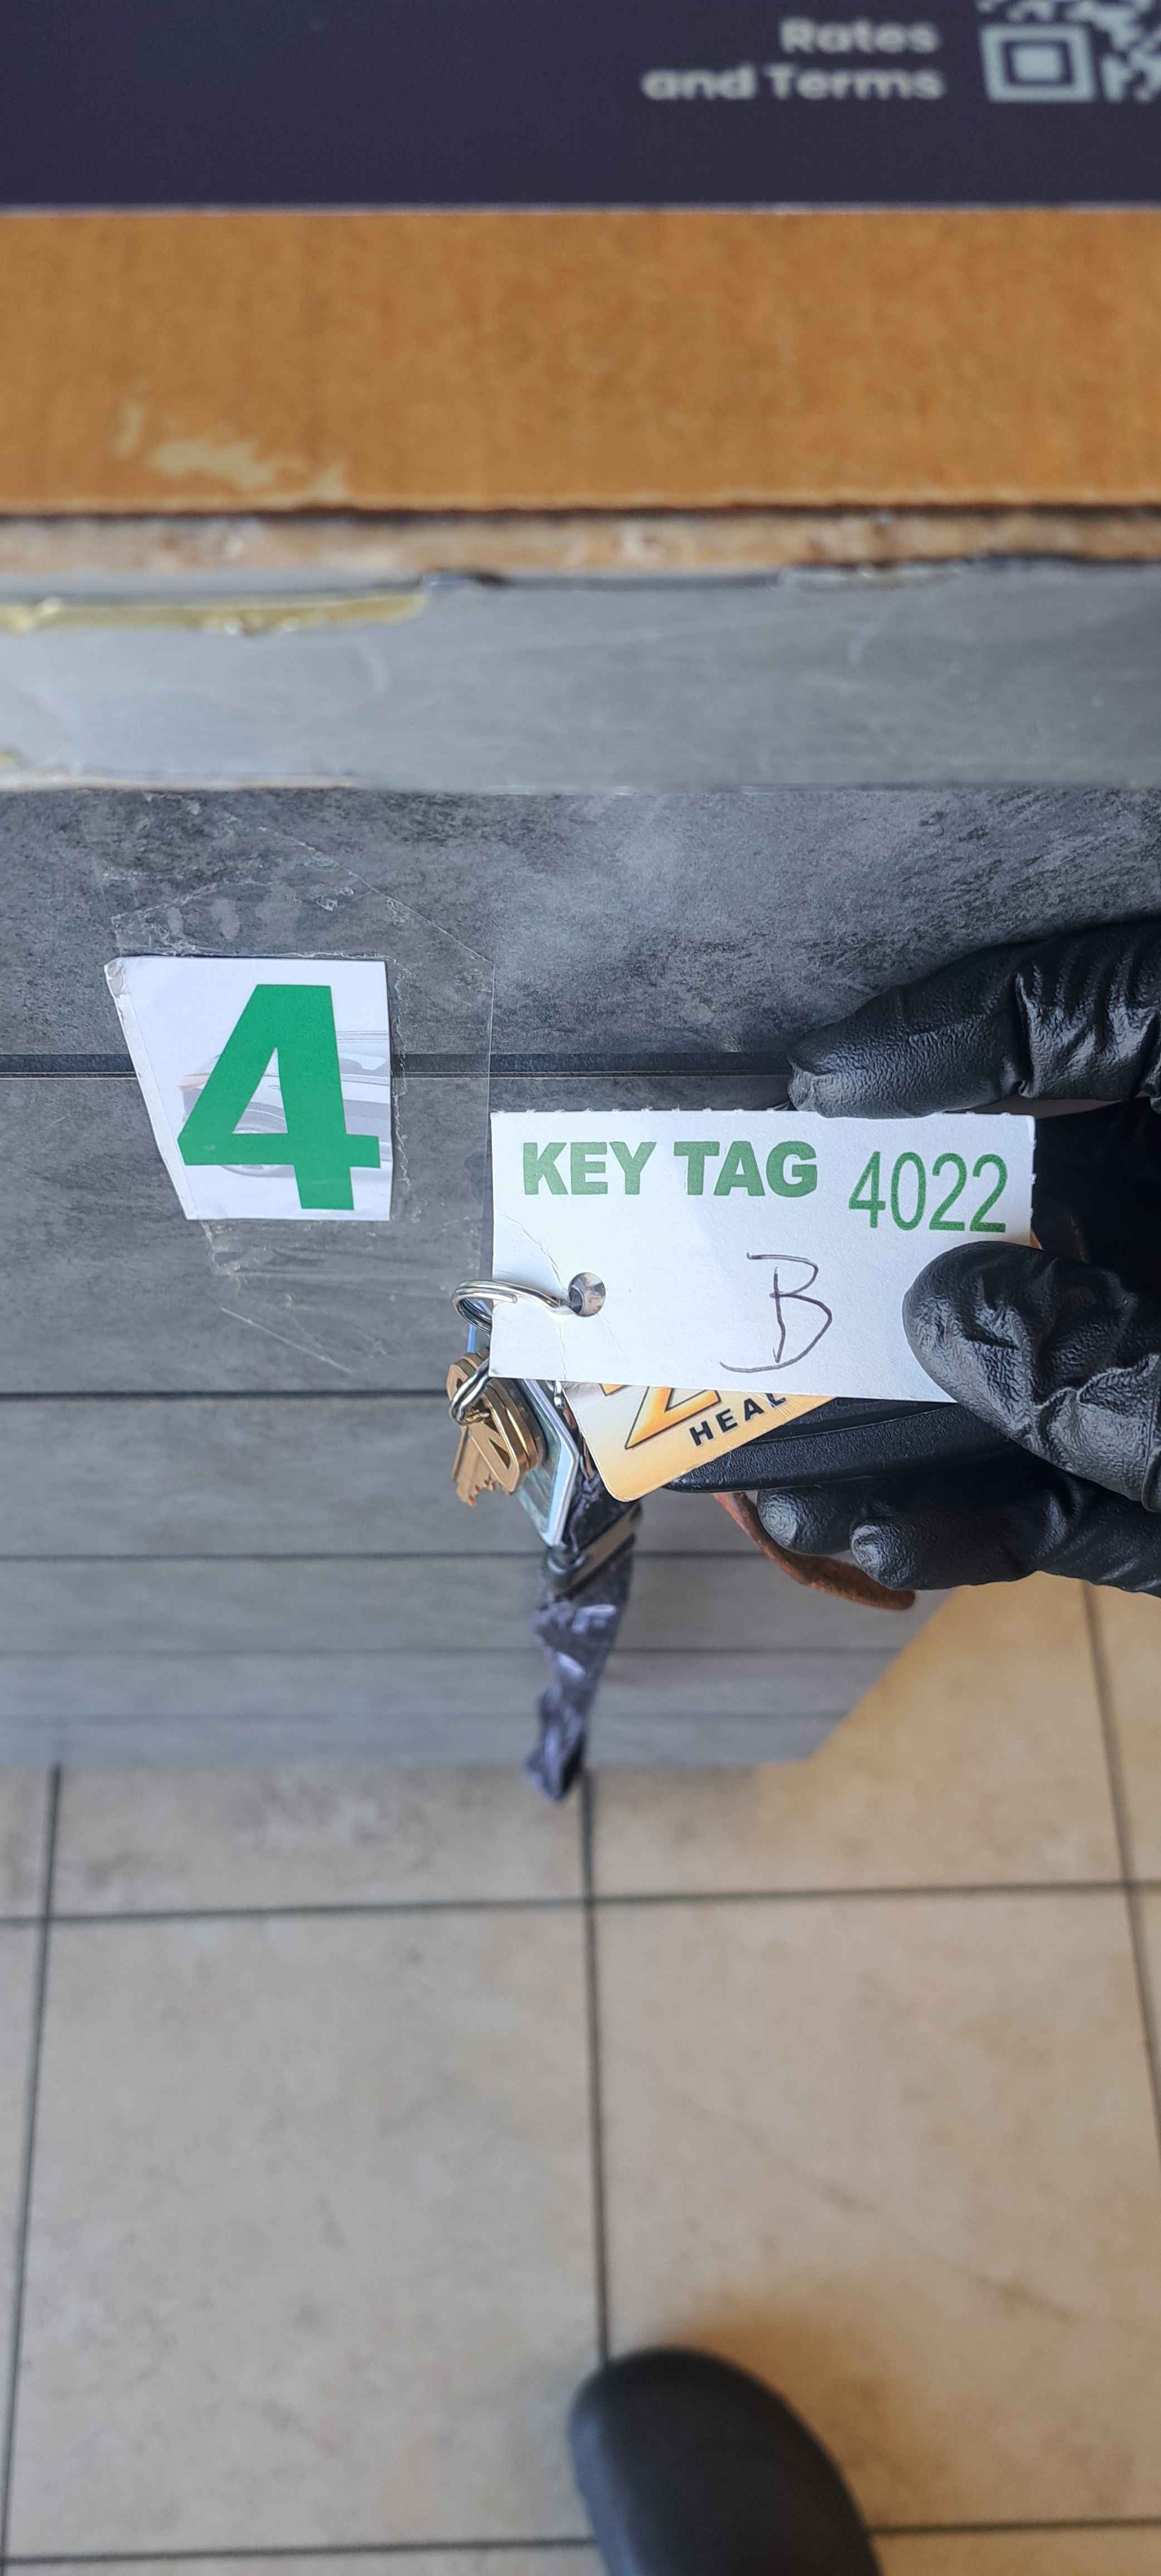 Rates
and Terms
4
KEY TAG 4022
B